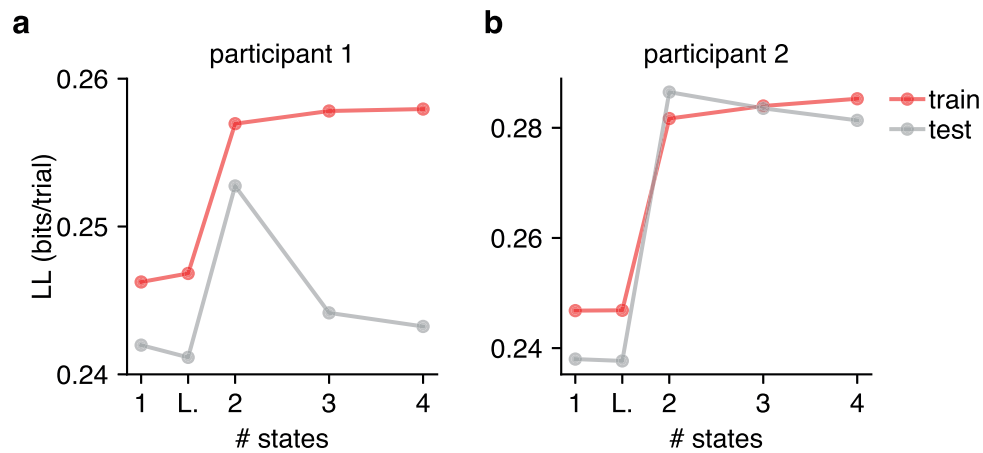 a
participant 1
LL (bits/trial)
0.26
0.25
0.24
1 L. 2 3 4
# states
b
participant 2
0.28
0.26
0.24
1 L. 2 3 4
# states
train
test